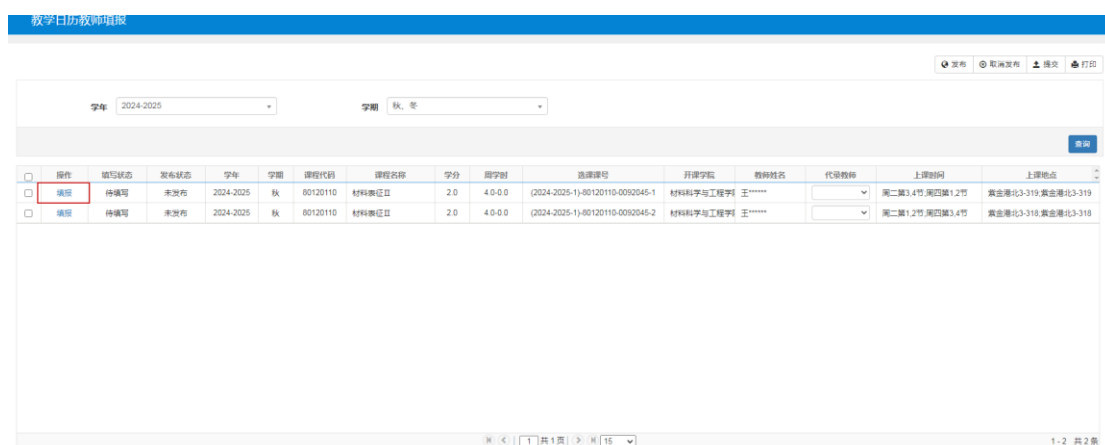 教学日历教师填报
发布 取消发布 提交 打印
学年 2024-2025 学期 秋、冬
查询
操作 填写状态 发布状态 学年 学期 课程代码 课程名称 学分 周学时 选课课号 开课学院 教师姓名 代录教师 上课时间 上课地点
填报 待填写 未发布 2024-2025 秋 80120110 材料表征II 2.0 4.0-0.0 (2024-2025-1)-80120110-0092045-1 材料科学与工程学院 王****** 周二第3,4节;周四第1,2节 紫金港北3-319;紫金港北3-319
填报 待填写 未发布 2024-2025 秋 80120110 材料表征II 2.0 4.0-0.0 (2024-2025-1)-80120110-0092045-2 材料科学与工程学院 王****** 周二第1,2节;周四第3,4节 紫金港北3-318;紫金港北3-318
1 共 1 页 15 1 - 2 共 2 条